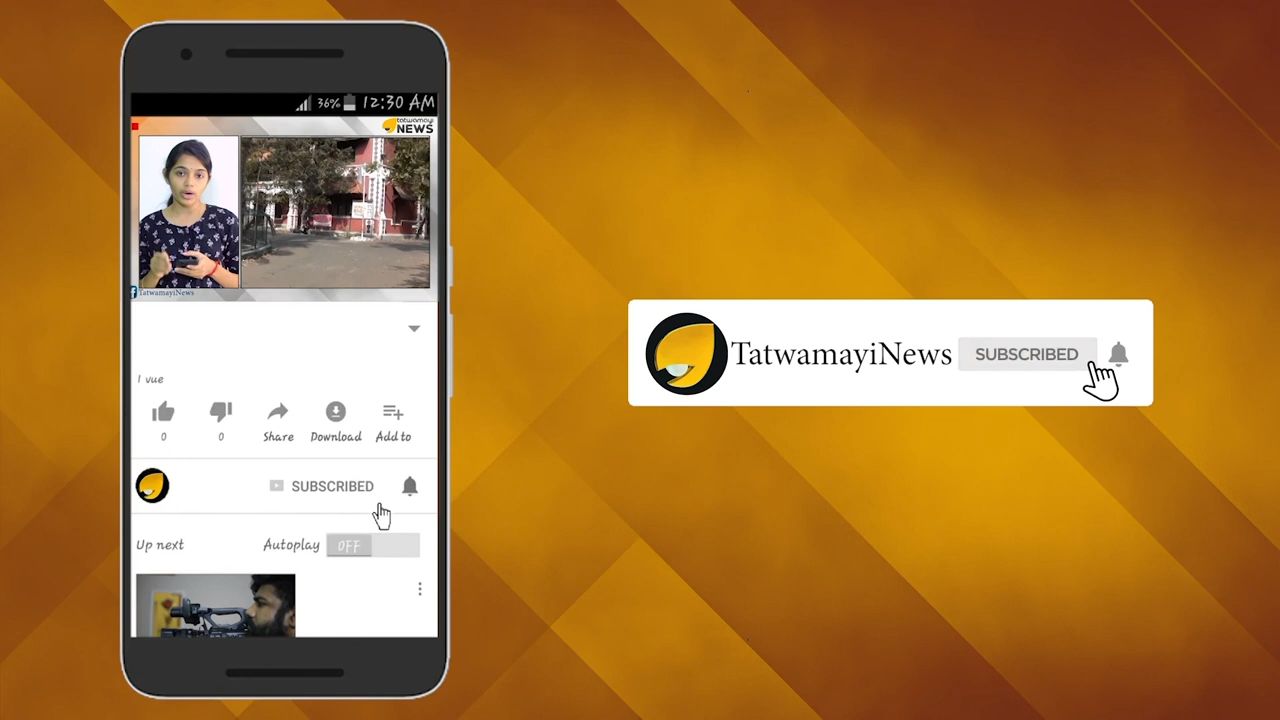 36% 12:30 AM
tatwamayi
NEWS
TatwamayiNews
1 vue
0 0 Share Download Add to
SUBSCRIBED
Up next Autoplay OFF
TatwamayiNews SUBSCRIBED